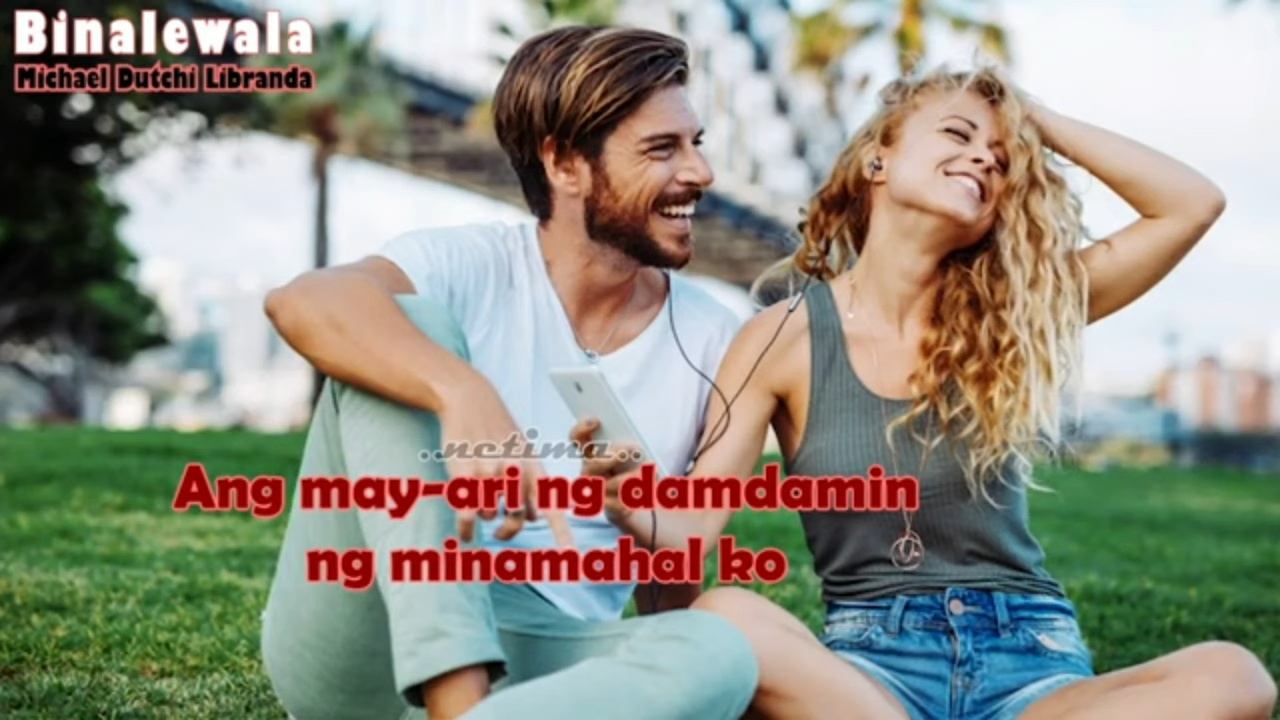 Binalewala
Michael Dutchi Libranda
..netima..
Ang may-ari ng damdamin
ng minamahal ko